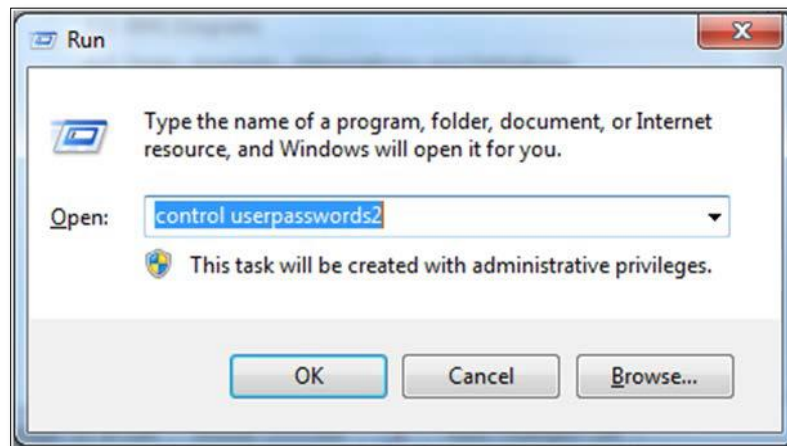 Run
Type the name of a program, folder, document, or Internet
resource, and Windows will open it for you.
Open: control userpasswords2
This task will be created with administrative privileges.
OK Cancel Browse...